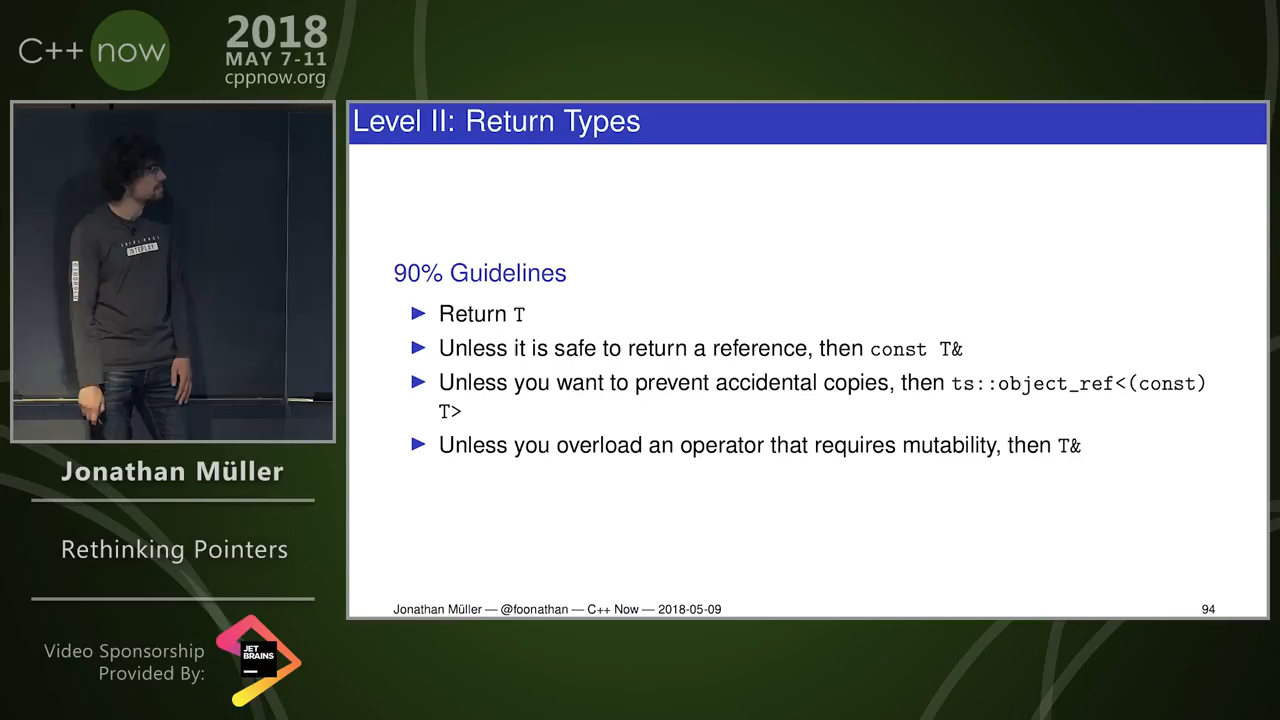 C++ now
2018
MAY 7-11
cppnow.org
Level II: Return Types
90% Guidelines
Return T
Unless it is safe to return a reference, then const T&
Unless you want to prevent accidental copies, then ts::object_ref<(const)
T>
Unless you overload an operator that requires mutability, then T&
Jonathan Müller — @foonathan — C++ Now — 2018-05-09
94
Jonathan Müller
Rethinking Pointers
Video Sponsorship
Provided By:
JET
BRAINS